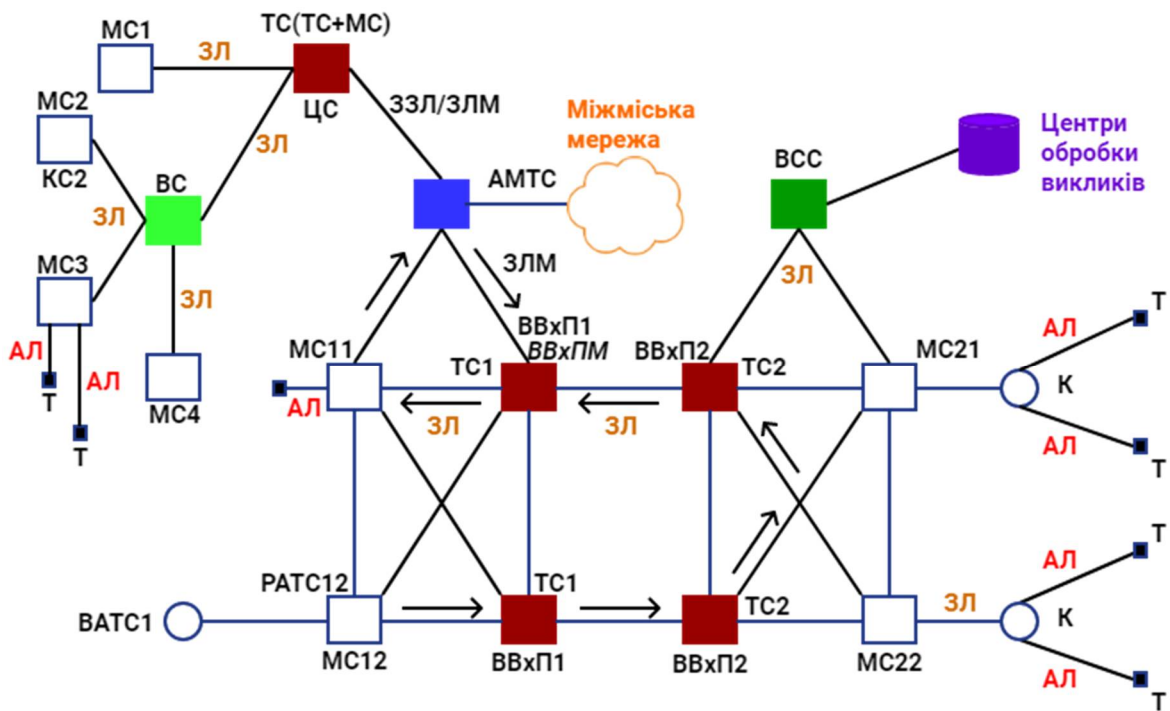 МС1
ЗЛ
ТС(ТС+МС)
ЦС
МС2
КС2
ЗЛ
ЗЗЛ/ЗЛМ
Міжміська
мережа
Центри
обробки
викликів
ВС
АМТС
ВСС
ЗЛ
МС3
ЗЛ
ЗЛМ
ЗЛ
АЛ
АЛ
Т
Т
МС4
МС11
ВВхП1
ВВхПМ
ТС1
ВВхП2
ТС2
МС21
АЛ
Т
К
АЛ
Т
АЛ
ЗЛ
ЗЛ
РАТС12
ТС1
ТС2
ВАТС1
МС12
ВВхП1
ВВхП2
МС22
ЗЛ
АЛ
Т
К
АЛ
Т